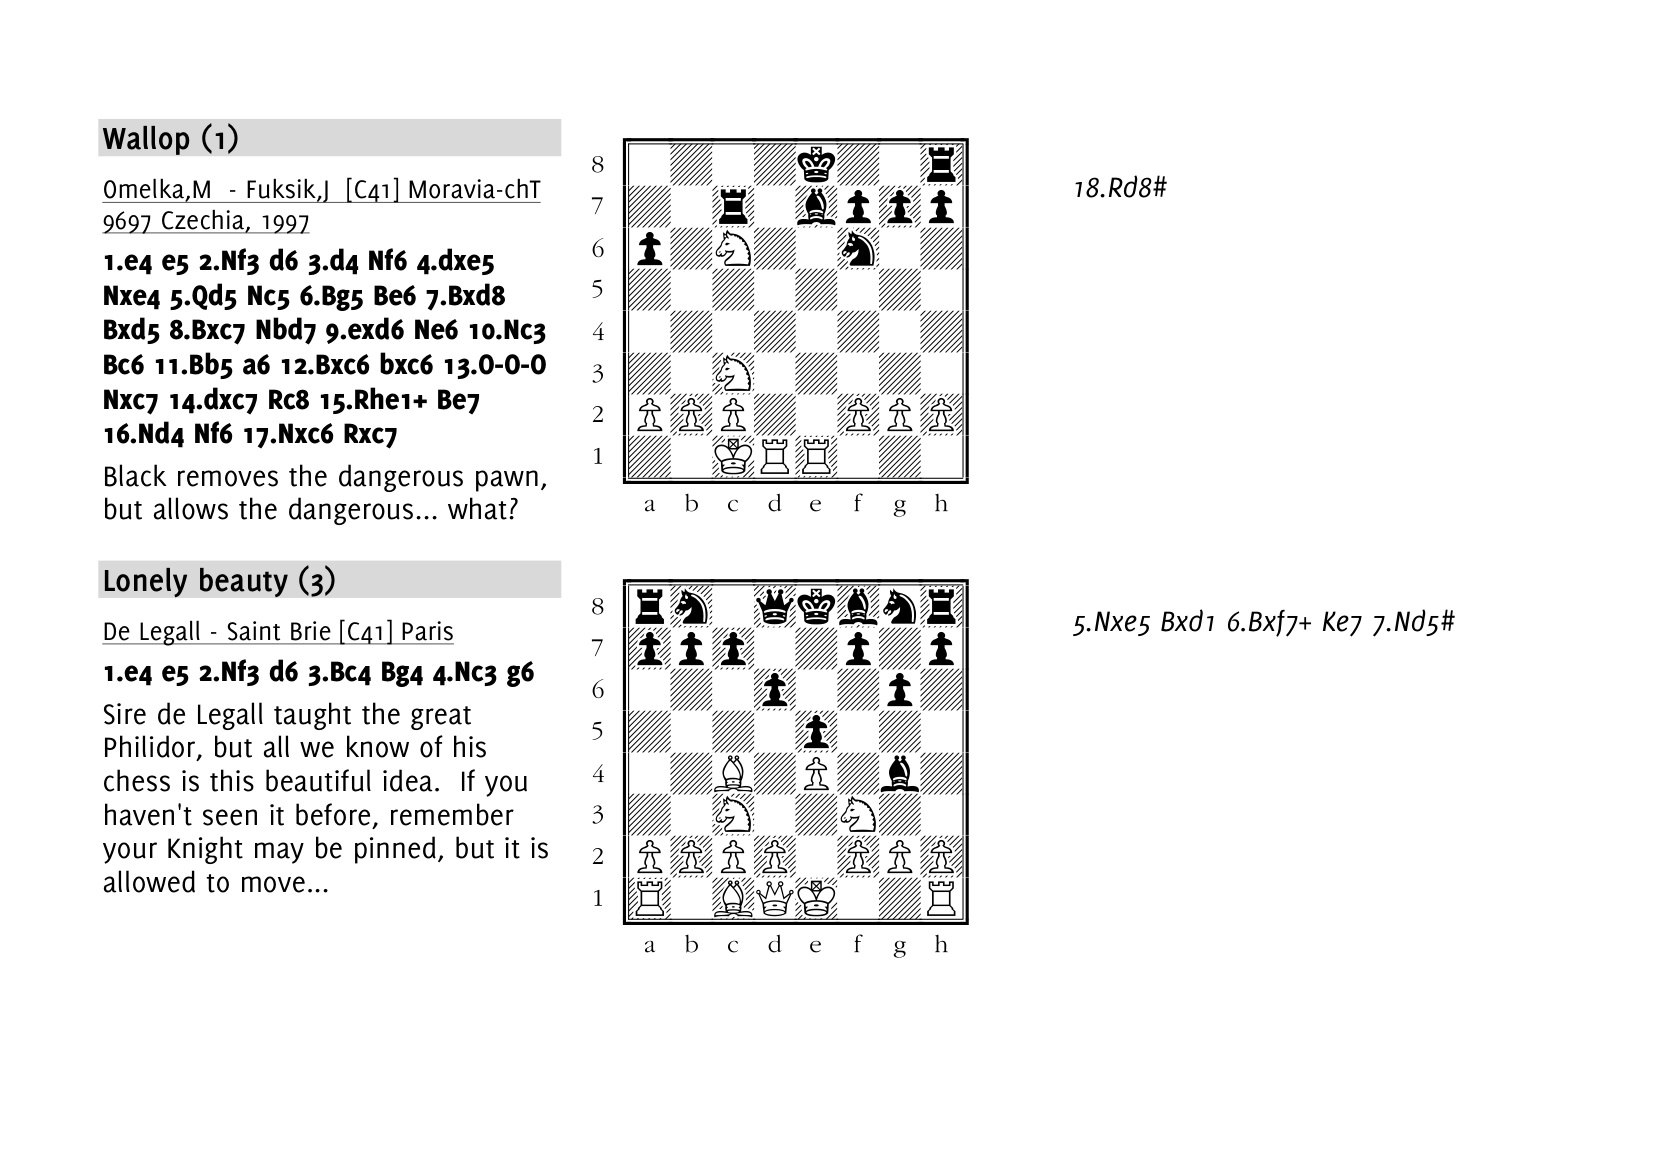 Wallop (1)
Omelka,M  - Fuksik,J  [C41] Moravia-chT
9697 Czechia, 1997
1.e4 e5 2.Nf3 d6 3.d4 Nf6 4.dxe5
Nxe4 5.Qd5 Nc5 6.Bg5 Be6 7.Bxd8
Bxd5 8.Bxc7 Nbd7 9.exd6 Ne6 10.Nc3
Bc6 11.Bb5 a6 12.Bxc6 bxc6 13.O-O-O
Nxc7 14.dxc7 Rc8 15.Rhe1+ Be7
16.Nd4 Nf6 17.Nxc6 Rxc7
Black removes the dangerous pawn,
but allows the dangerous... what?
8
7
6
5
4
3
2
1
a b c d e f g h
18.Rd8#
Lonely beauty (3)
De Legall - Saint Brie [C41] Paris
1.e4 e5 2.Nf3 d6 3.Bc4 Bg4 4.Nc3 g6
Sire de Legall taught the great
Philidor, but all we know of his
chess is this beautiful idea.  If you
haven't seen it before, remember
your Knight may be pinned, but it is
allowed to move...
8
7
6
5
4
3
2
1
a b c d e f g h
5.Nxe5 Bxd1 6.Bxf7+ Ke7 7.Nd5#